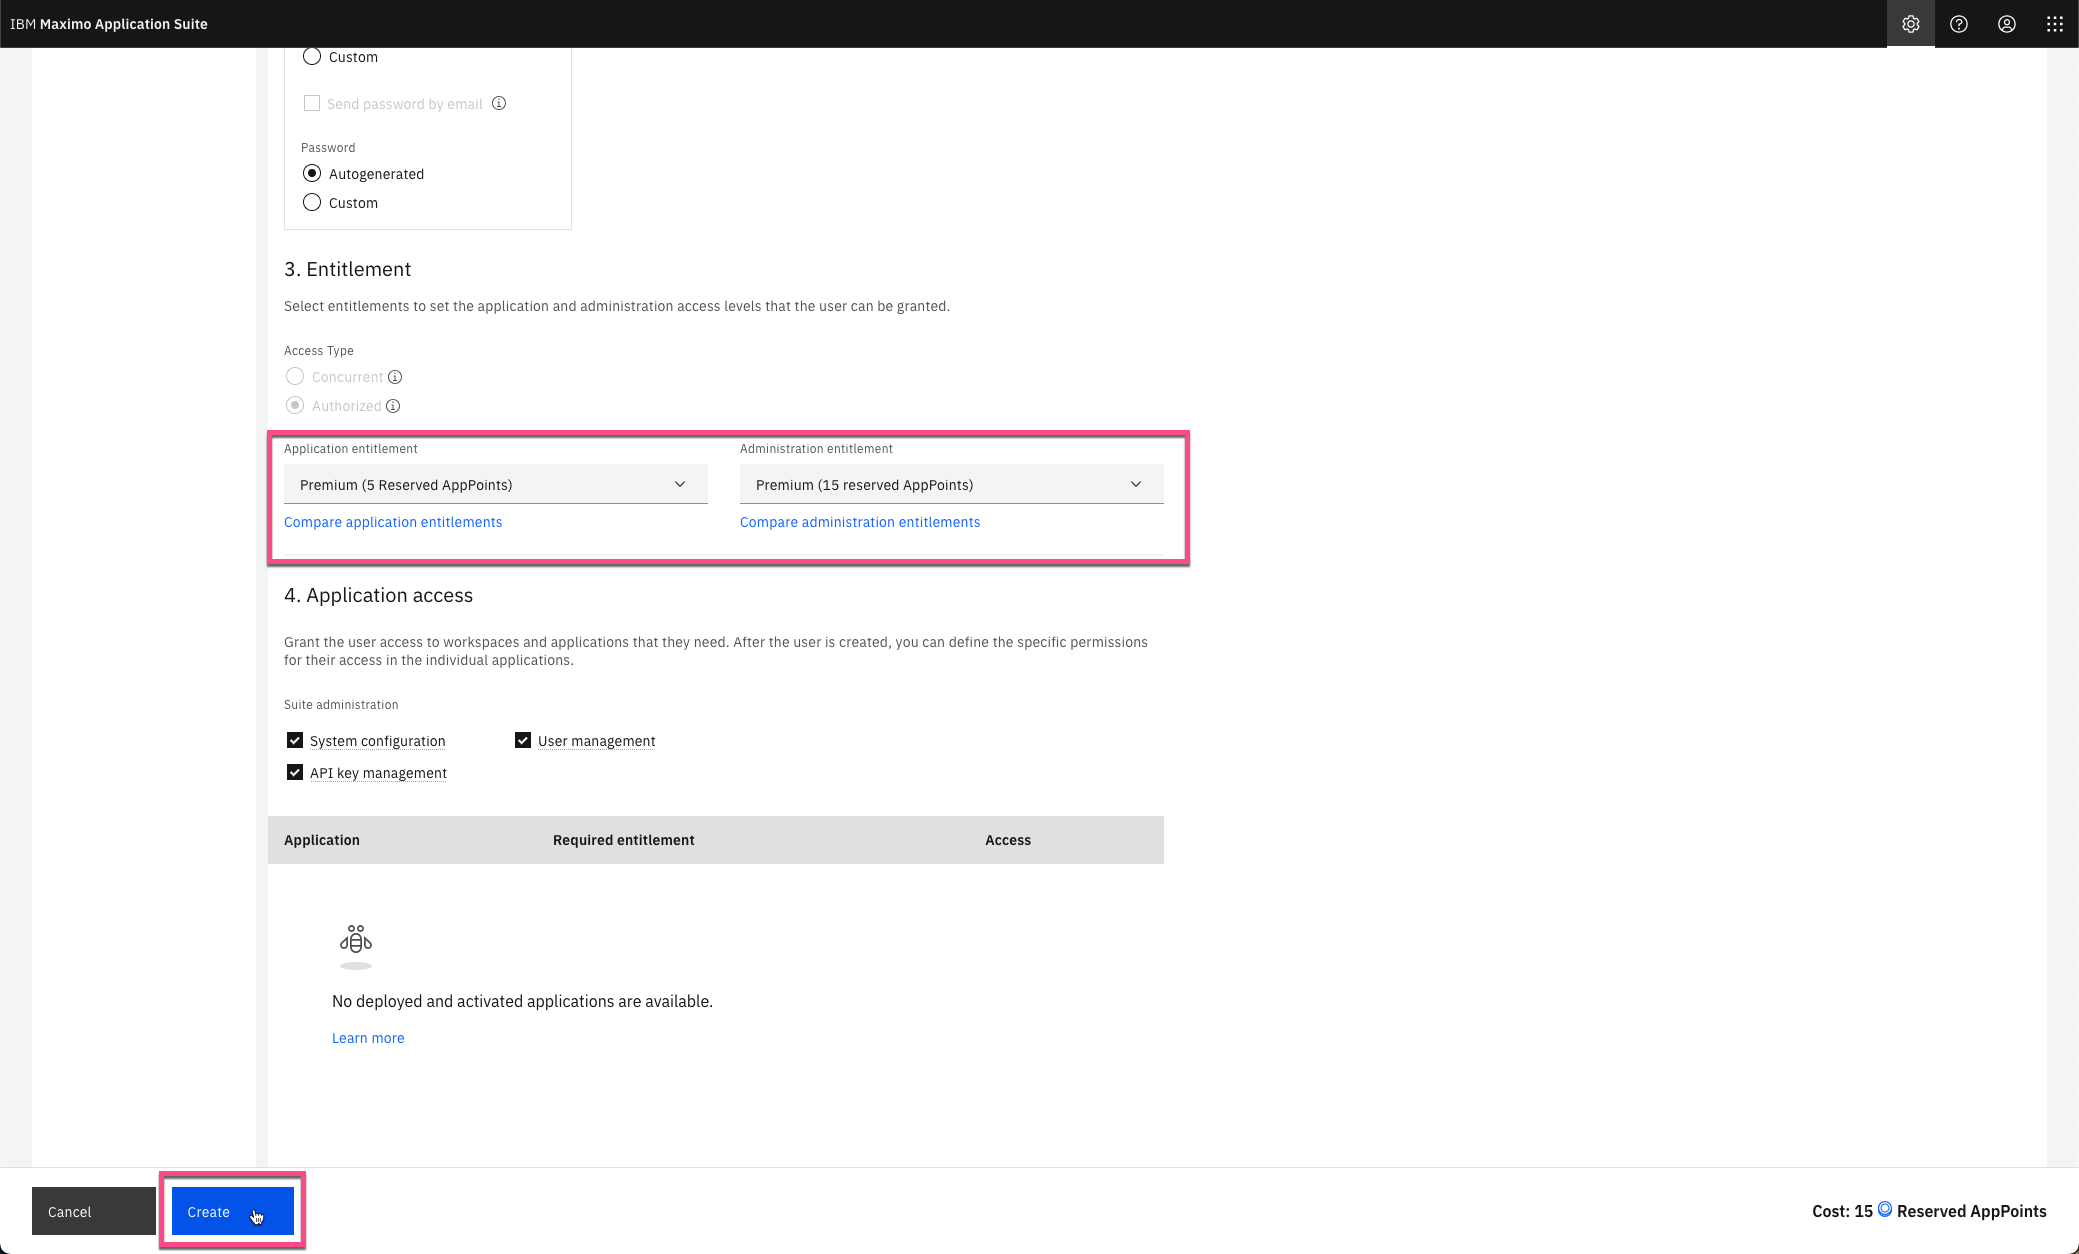 IBM Maximo Application Suite
Custom
Send password by email
Password
Autogenerated
Custom
3. Entitlement
Select entitlements to set the application and administration access levels that the user can be granted.
Access Type
Concurrent
Authorized
Application entitlement
Administration entitlement
Premium (5 Reserved AppPoints)
Premium (15 reserved AppPoints)
Compare application entitlements
Compare administration entitlements
4. Application access
Grant the user access to workspaces and applications that they need. After the user is created, you can define the specific permissions
for their access in the individual applications.
Suite administration
System configuration
User management
API key management
Application Required entitlement Access
No deployed and activated applications are available.
Learn more
Cancel
Create
Cost: 15 Reserved AppPoints